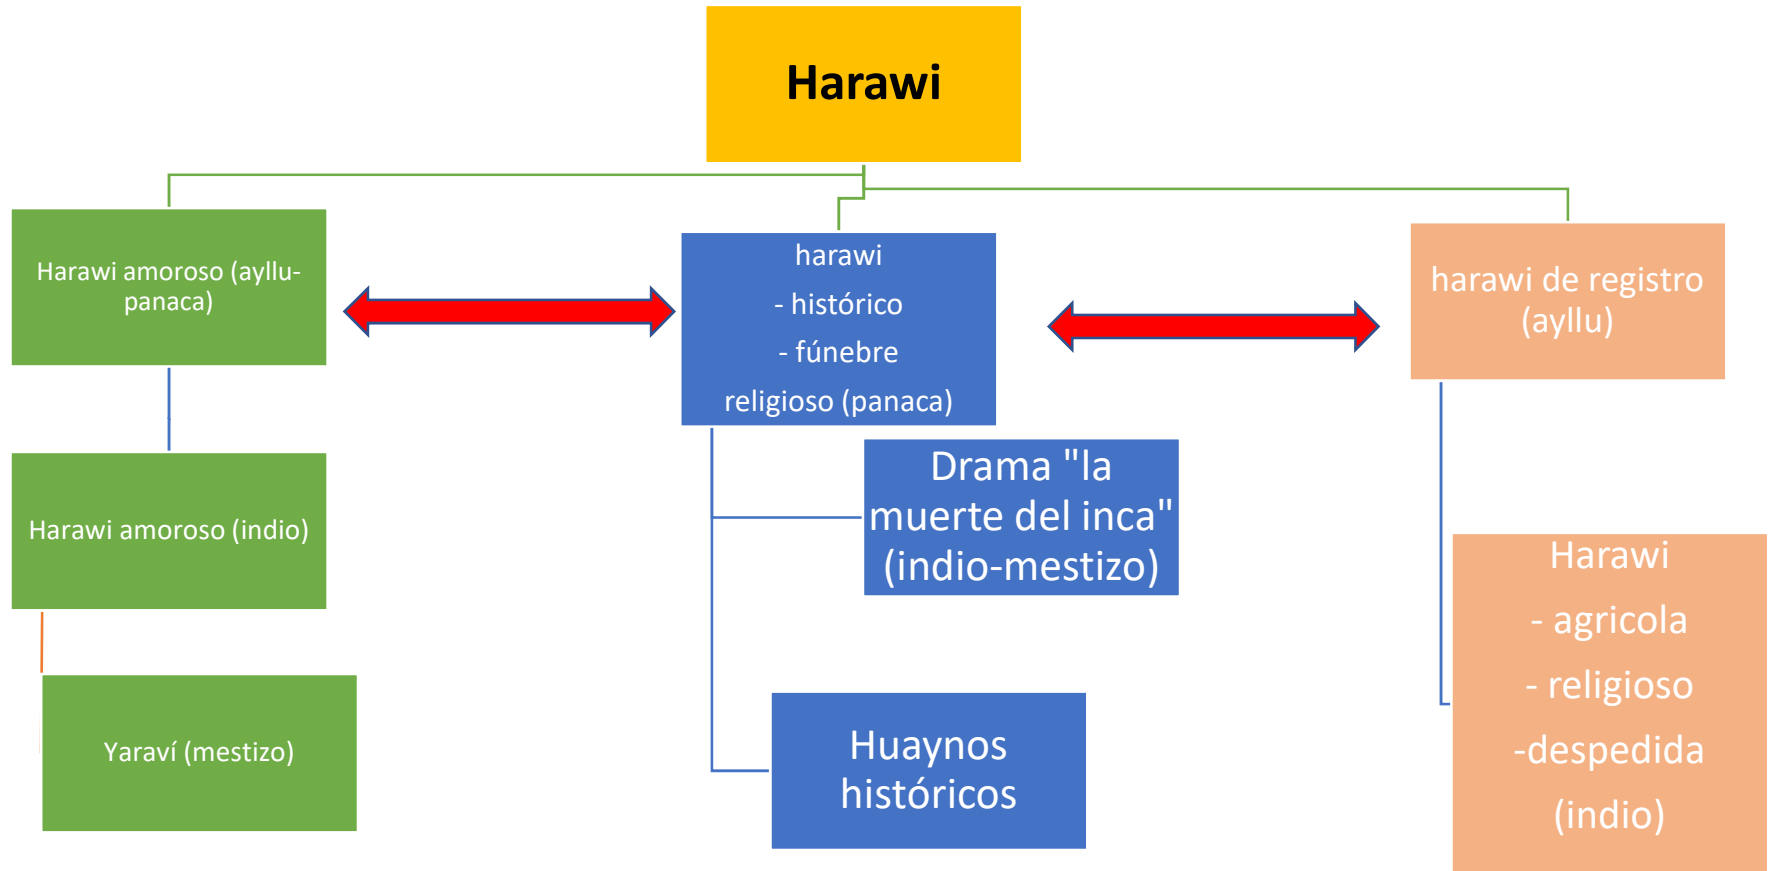 Harawi
Harawi amoroso (ayllu-
panaca)
harawi
- histórico
- fúnebre
religioso (panaca)
harawi de registro
(ayllu)
Harawi amoroso (indio)
Drama "la
muerte del inca"
(indio-mestizo)
Yaraví (mestizo)
Huaynos
históricos
Harawi
- agricola
- religioso
-despedida
(indio)